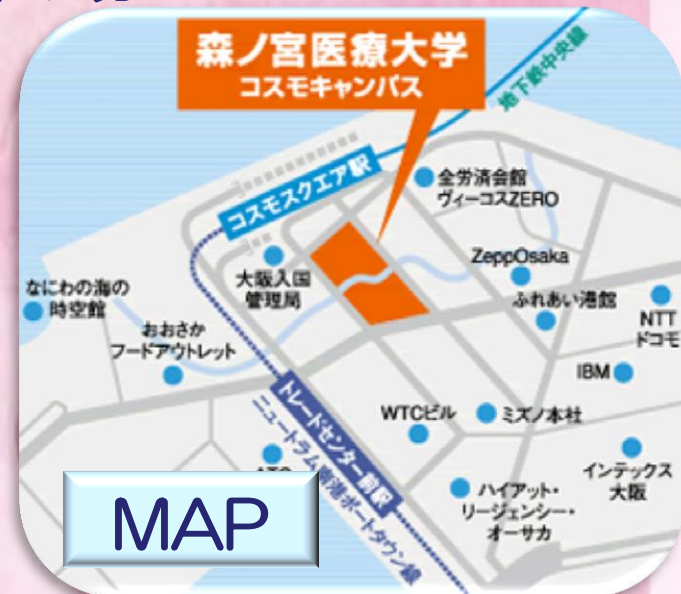 森ノ宮医療大学
コスモキャンパス
地下鉄中央線
コスモスクエア駅
全労済会館
ヴィーコスZERO
大阪入国
管理局
ZeppOsaka
なにわの海の
時空館
ふれあい港館
NTT
ドコモ
おおさか
フードアウトレット
IBM
トレードセンター前駅
ニュートラム南港ポートタウン線
WTCビル
ミズノ本社
インテックス
大阪
ハイアット・
リージェンシー・
オーサカ
MAP